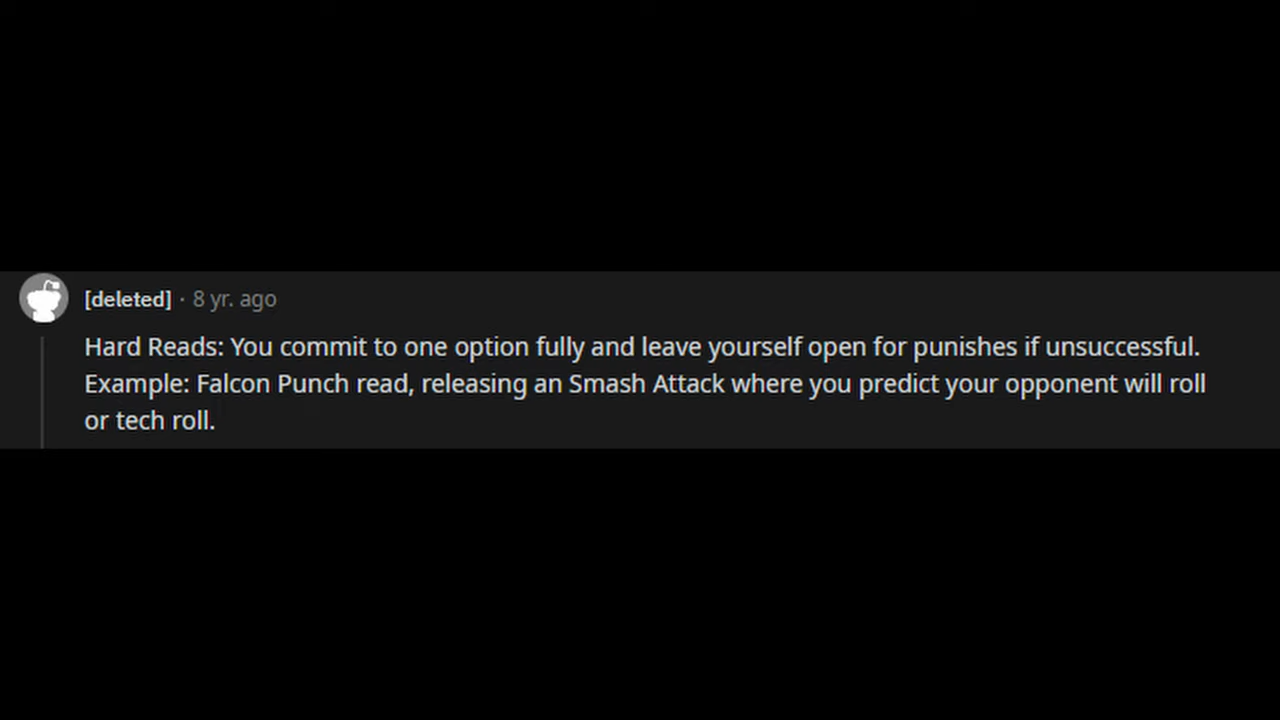 [deleted] · 8 yr. ago
Hard Reads: You commit to one option fully and leave yourself open for punishes if unsuccessful.
Example: Falcon Punch read, releasing an Smash Attack where you predict your opponent will roll
or tech roll.